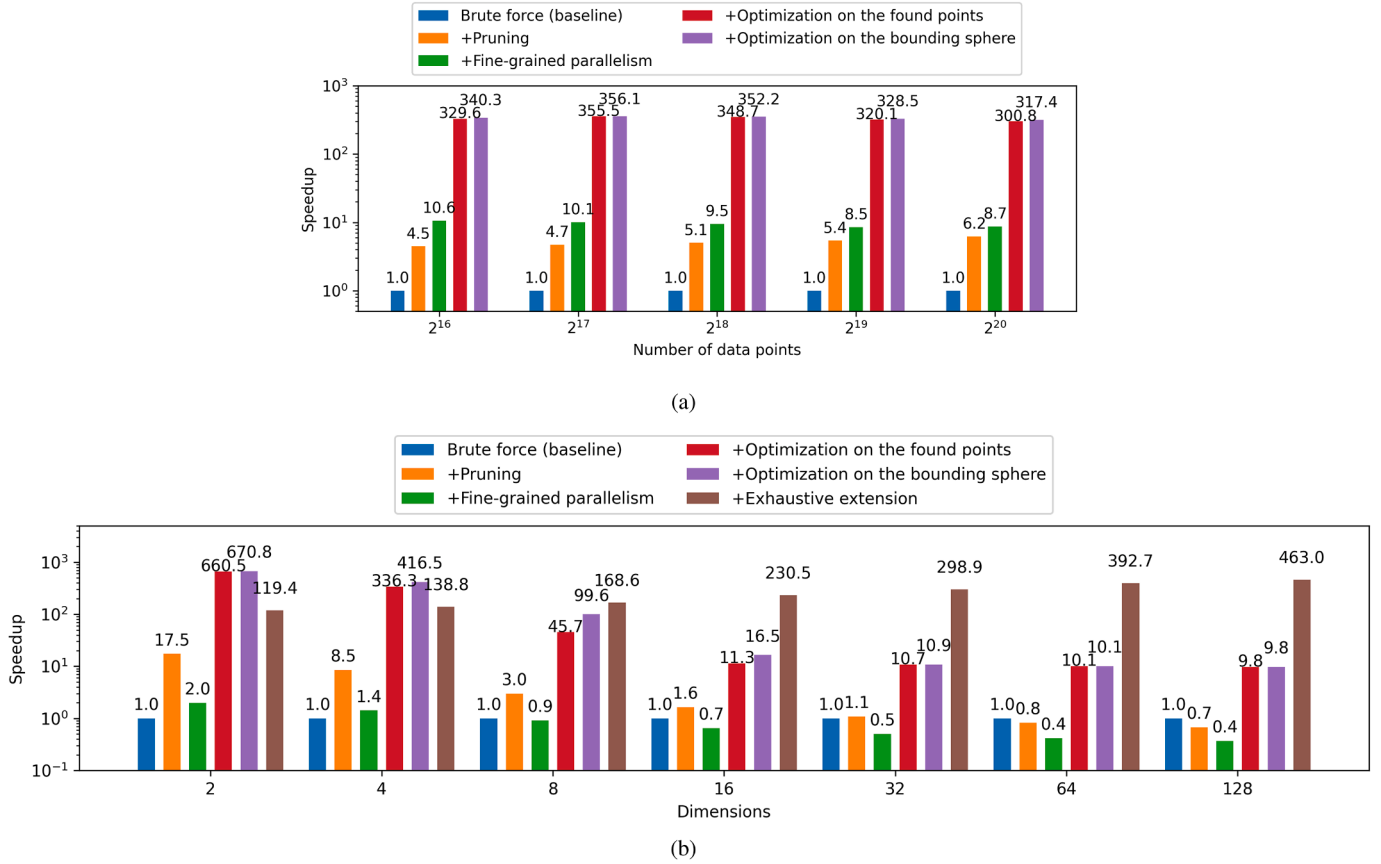 Brute force (baseline)
+Pruning
+Fine-grained parallelism
+Optimization on the found points
+Optimization on the bounding sphere
Speedup
10³
10²
10¹
10⁰
1.0 4.5 10.6 329.6 340.3
1.0 4.7 10.1 355.5 356.1
1.0 5.1 9.5 348.7 352.2
1.0 5.4 8.5 320.1 328.5
1.0 6.2 8.7 300.8 317.4
2¹⁶ 2¹⁷ 2¹⁸ 2¹⁹ 2²⁰
Number of data points
(a)
Brute force (baseline)
+Pruning
+Fine-grained parallelism
+Optimization on the found points
+Optimization on the bounding sphere
+Exhaustive extension
Speedup
10³
10²
10¹
10⁰
10⁻¹
1.0 17.5 2.0 660.5 670.8 119.4
1.0 8.5 1.4 336.3 416.5 138.8
1.0 3.0 0.9 45.7 99.6 168.6
1.0 1.6 0.7 11.3 16.5 230.5
1.0 1.1 0.5 10.7 10.9 298.9
1.0 0.8 0.4 10.1 10.1 392.7
1.0 0.7 0.4 9.8 9.8 463.0
2 4 8 16 32 64 128
Dimensions
(b)